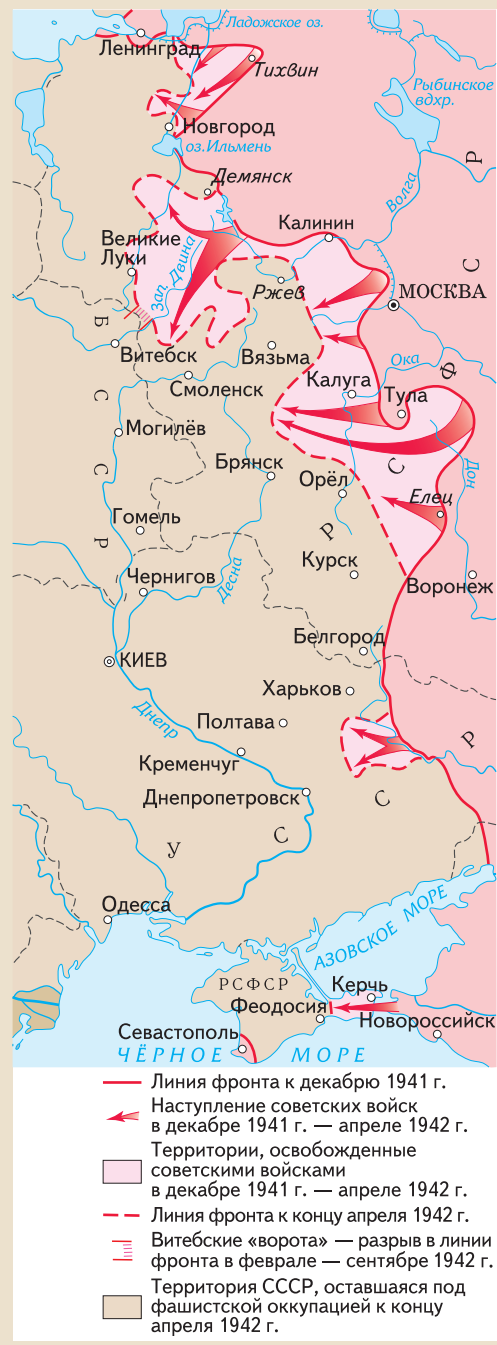 Ладожское оз.
Ленинград
Тихвин
Рыбинское
вдхр.
Новгород
оз.Ильмень
Р
Демянск
Волга
Калинин
Великие
Луки
Зап. Двина
С
Ржев
МОСКВА
Б
Витебск
Вязьма
Ока
Ф
Смоленск
Калуга
Тула
С
Могилёв
С
Дон
Брянск
Орёл
Елец
С
Гомель
Р
Р
Курск
Чернигов
Десна
Воронеж
Белгород
КИЕВ
Харьков
Днепр
Полтава
Р
Кременчуг
Днепропетровск
С
С
У
Одесса
АЗОВСКОЕ МОРЕ
РСФСР
Керчь
Феодосия
Новороссийск
Севастополь
ЧЁРНОЕ МОРЕ
Линия фронта к декабрю 1941 г.
Наступление советских войск
в декабре 1941 г. — апреле 1942 г.
Территории, освобожденные
советскими войсками
в декабре 1941 г. — апреле 1942 г.
Линия фронта к концу апреля 1942 г.
Витебские «ворота» — разрыв в линии
фронта в феврале — сентябре 1942 г.
Территория СССР, оставшаяся под
фашистской оккупацией к концу
апреля 1942 г.